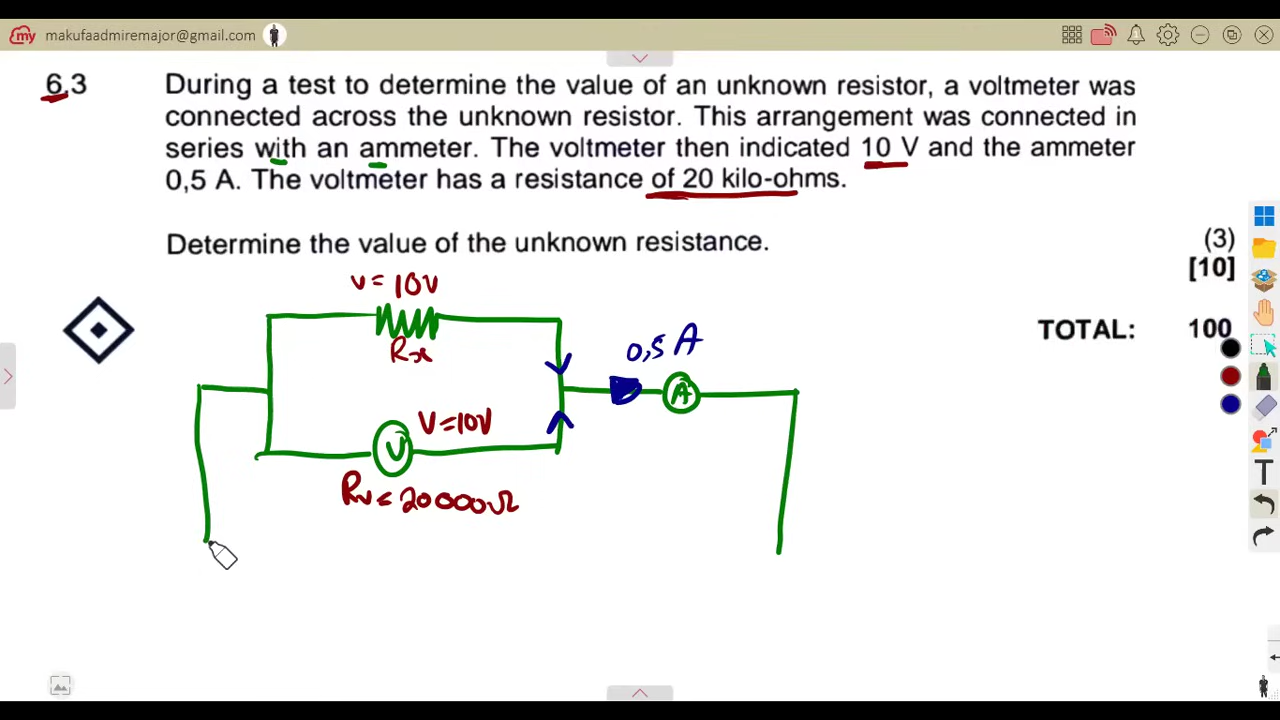 my makufaadmiremajor@gmail.com
6.3 During a test to determine the value of an unknown resistor, a voltmeter was
connected across the unknown resistor. This arrangement was connected in
series with an ammeter. The voltmeter then indicated 10 V and the ammeter
0,5 A. The voltmeter has a resistance of 20 kilo-ohms.
Determine the value of the unknown resistance. (3)
[10]
TOTAL: 100
V = 10V
Rx
0,5 A
A
V
V = 10V
Rv = 20000Ω
T